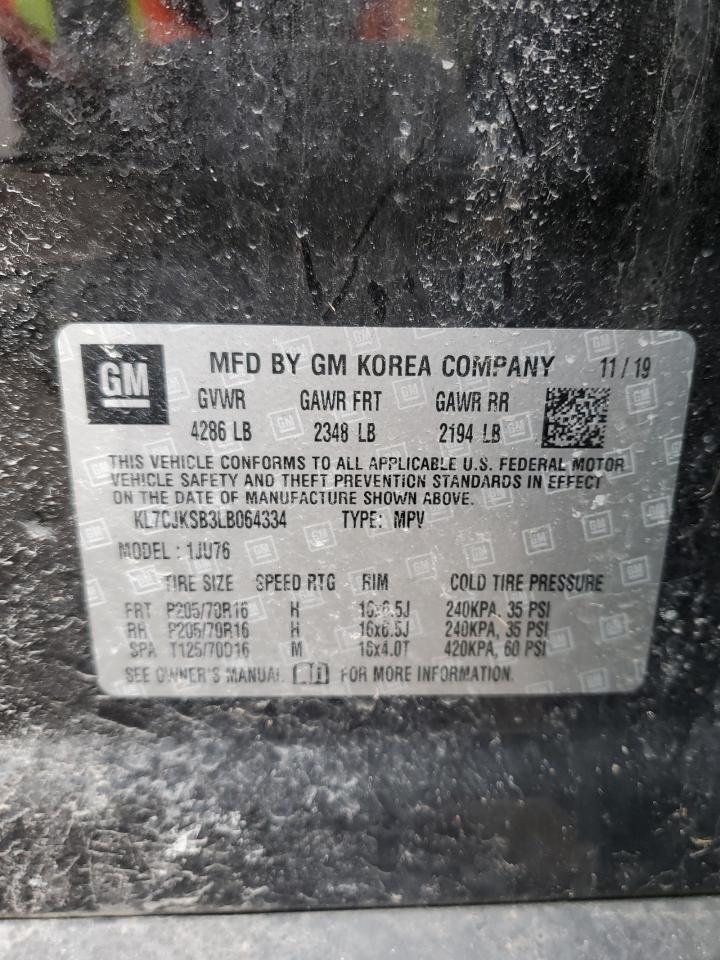 GM MFD BY GM KOREA COMPANY 11/19
GVWR GAWR FRT GAWR RR
4286 LB 2348 LB 2194 LB
THIS VEHICLE CONFORMS TO ALL APPLICABLE U.S. FEDERAL MOTOR
VEHICLE SAFETY AND THEFT PREVENTION STANDARDS IN EFFECT
ON THE DATE OF MANUFACTURE SHOWN ABOVE.
KL7CJKSB3LB064334 TYPE: MPV
MODEL : 1JU76
TIRE SIZE SPEED RTG RIM COLD TIRE PRESSURE
FRT P205/70R16 H 16x6.5J 240KPA, 35 PSI
RR P205/70R16 H 16x6.5J 240KPA, 35 PSI
SPA T125/70D16 M 16x4.0T 420KPA, 60 PSI
SEE OWNER'S MANUAL FOR MORE INFORMATION.